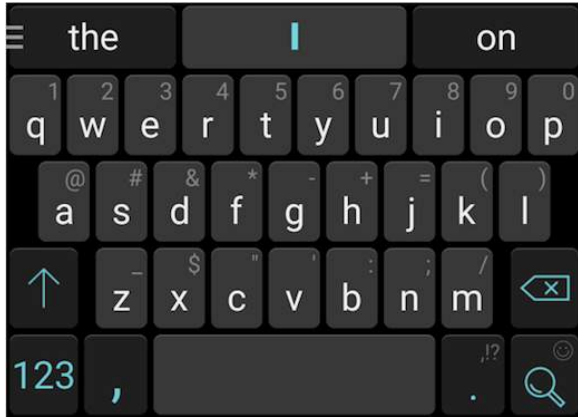 the I on
1 2 3 4 5 6 7 8 9 0
q w e r t y u i o p
@ # & * - + = ( )
a s d f g h j k l
_ $ " ' : ; /
z x c v b n m
,!?
123 , .